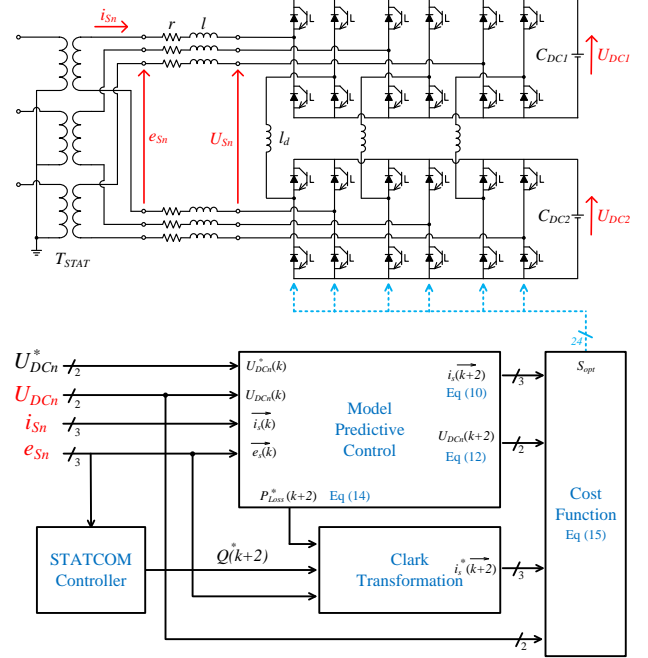 i_Sn
r
l
C_DC1
U_DC1
e_Sn
U_Sn
l_d
C_DC2
U_DC2
T_STAT
24
U*_DCn
2
U*_DCn(k)
i_s(k+2)
3
S_opt
U_DCn
2
U_DCn(k)
Eq (10)
i_Sn
3
i_s(k)
Model
Predictive
Control
U_DCn(k+2)
2
e_Sn
3
e_s(k)
Eq (12)
P*_Loss(k+2)
Eq (14)
Cost
Function
Eq (15)
STATCOM
Controller
Q*(k+2)
Clark
Transformation
i_s*(k+2)
3
2